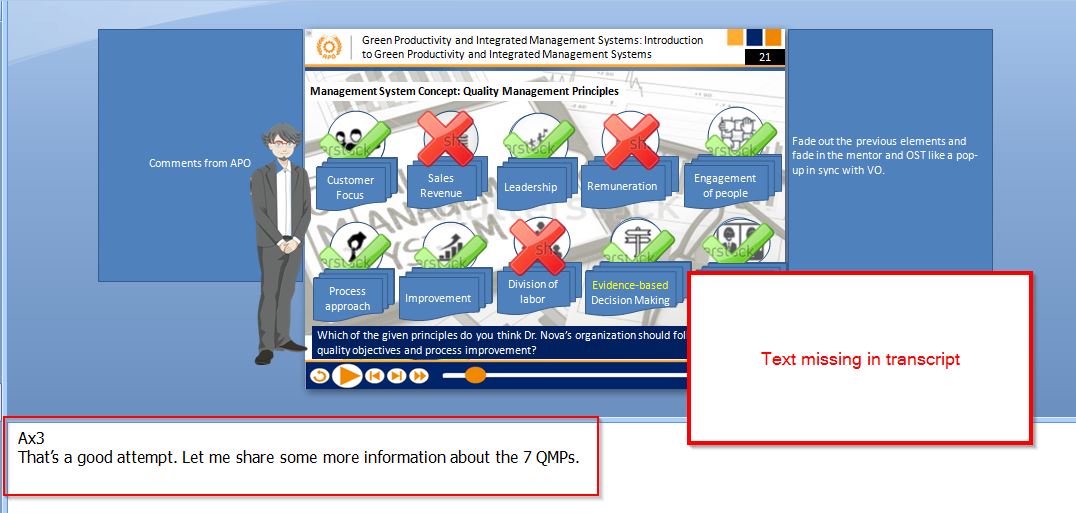 Green Productivity and Integrated Management Systems: Introduction
to Green Productivity and Integrated Management Systems
APO
21
Management System Concept: Quality Management Principles
Customer
Focus
Sales
Revenue
Leadership
Remuneration
Engagement
of people
Process
approach
Improvement
Division of
labor
Evidence-based
Decision Making
Which of the given principles do you think Dr. Nova's organization should fol
quality objectives and process improvement?
Comments from APO
Fade out the previous elements and
fade in the mentor and OST like a pop-
up in sync with VO.
Text missing in transcript
Ax3
That's a good attempt. Let me share some more information about the 7 QMPs.